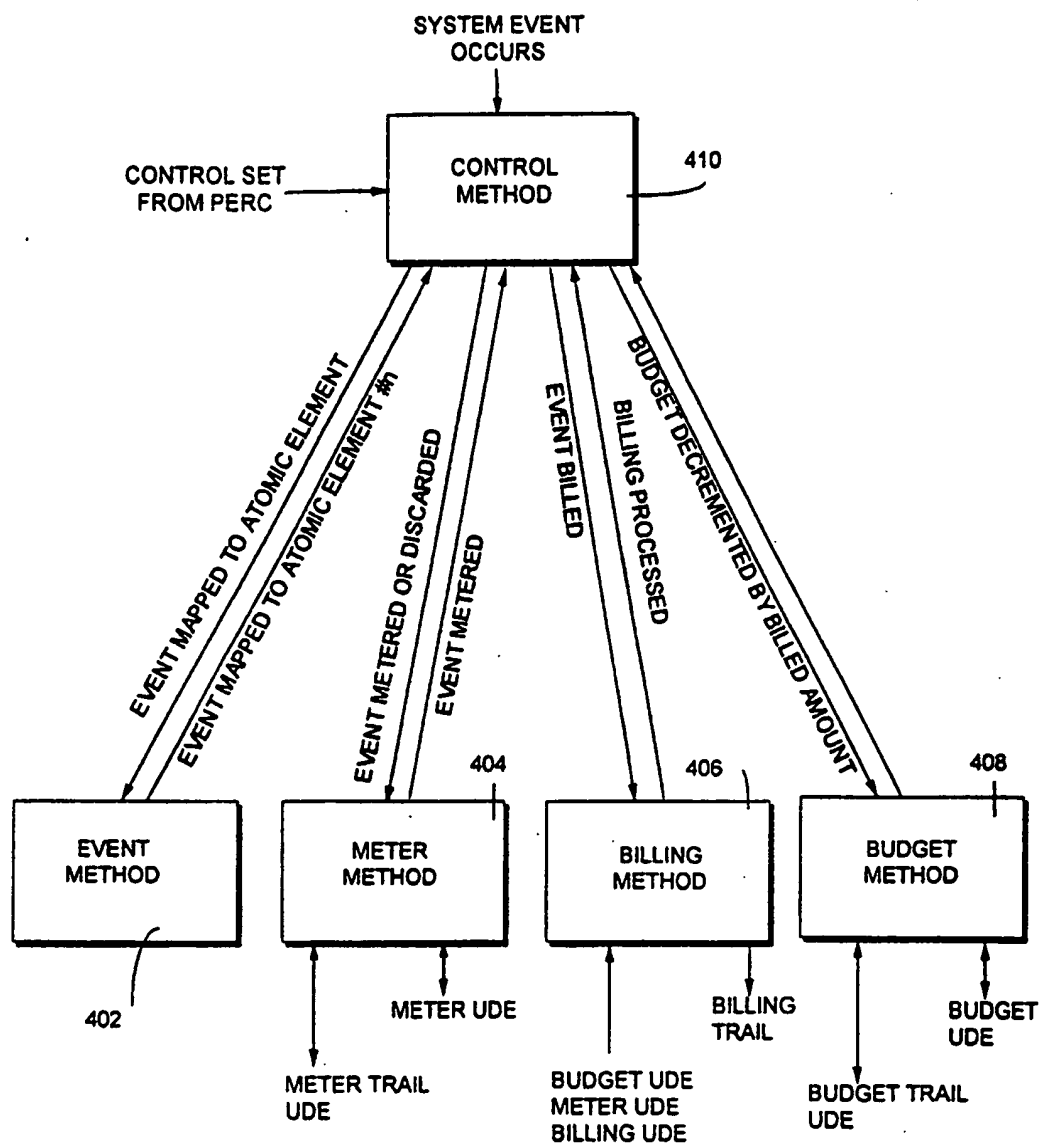 SYSTEM EVENT
OCCURS
CONTROL
METHOD
410
CONTROL SET
FROM PERC
EVENT MAPPED TO ATOMIC ELEMENT
EVENT MAPPED TO ATOMIC ELEMENT #n
EVENT METERED OR DISCARDED
EVENT METERED
EVENT BILLED
BILLING PROCESSED
BUDGET DECREMENTED BY BILLED AMOUNT
404
406
408
EVENT
METHOD
METER
METHOD
BILLING
METHOD
BUDGET
METHOD
402
METER UDE
METER TRAIL
UDE
BILLING
TRAIL
BUDGET UDE
METER UDE
BILLING UDE
BUDGET
UDE
BUDGET TRAIL
UDE